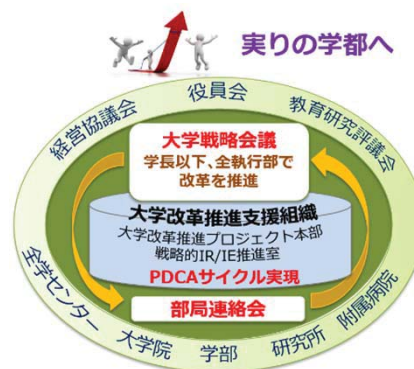 実りの学都へ
経営協議会
役員会
教育研究評議会
大学戦略会議
学長以下、全執行部で
改革を推進
大学改革推進支援組織
大学改革推進プロジェクト本部
戦略的IR/IE推進室
PDCAサイクル実現
部局連絡会
全学センター
大学院
学部
研究所
附属病院